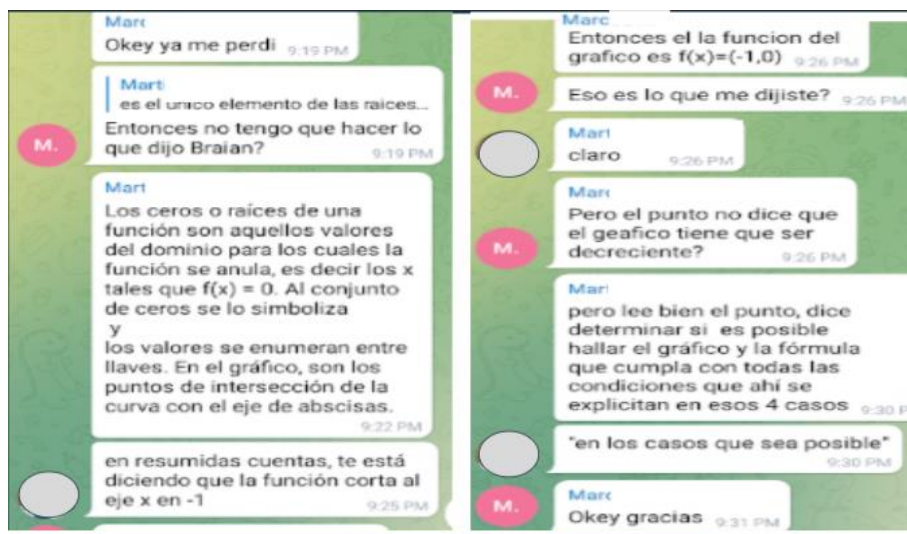 Marc
Okey ya me perdi 9:19 PM
Mart
es el unico elemento de las raices...
Entonces no tengo que hacer lo
que dijo Braian? 9:19 PM
M.
Mart
Los ceros o raíces de una
función son aquellos valores
del dominio para los cuales la
función se anula, es decir los x
tales que f(x) = 0. Al conjunto
de ceros se lo simboliza
y
los valores se enumeran entre
llaves. En el gráfico, son los
puntos de intersección de la
curva con el eje de abscisas.
9:22 PM
en resumidas cuentas, te está
diciendo que la función corta al
eje x en -1 9:25 PM
Marc
Entonces el la funcion del
grafico es f(x)=(-1,0) 9:26 PM
M.
Eso es lo que me dijiste? 9:26 PM
Mart
claro 9:26 PM
Marc
Pero el punto no dice que
el geafico tiene que ser
decreciente? 9:26 PM
M.
Mart
pero lee bien el punto, dice
determinar si es posible
hallar el gráfico y la fórmula
que cumpla con todas las
condiciones que ahí se
explicitan en esos 4 casos 9:30 P
"en los casos que sea posible"
9:30 PM
M.
Marc
Okey gracias 9:31 PM